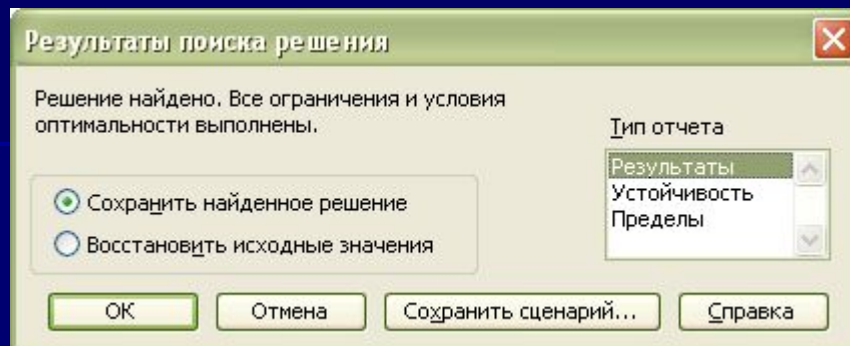 Результаты поиска решения
Решение найдено. Все ограничения и условия
оптимальности выполнены.
Тип отчета
Результаты
Устойчивость
Пределы
Сохранить найденное решение
Восстановить исходные значения
ОК
Отмена
Сохранить сценарий...
Справка